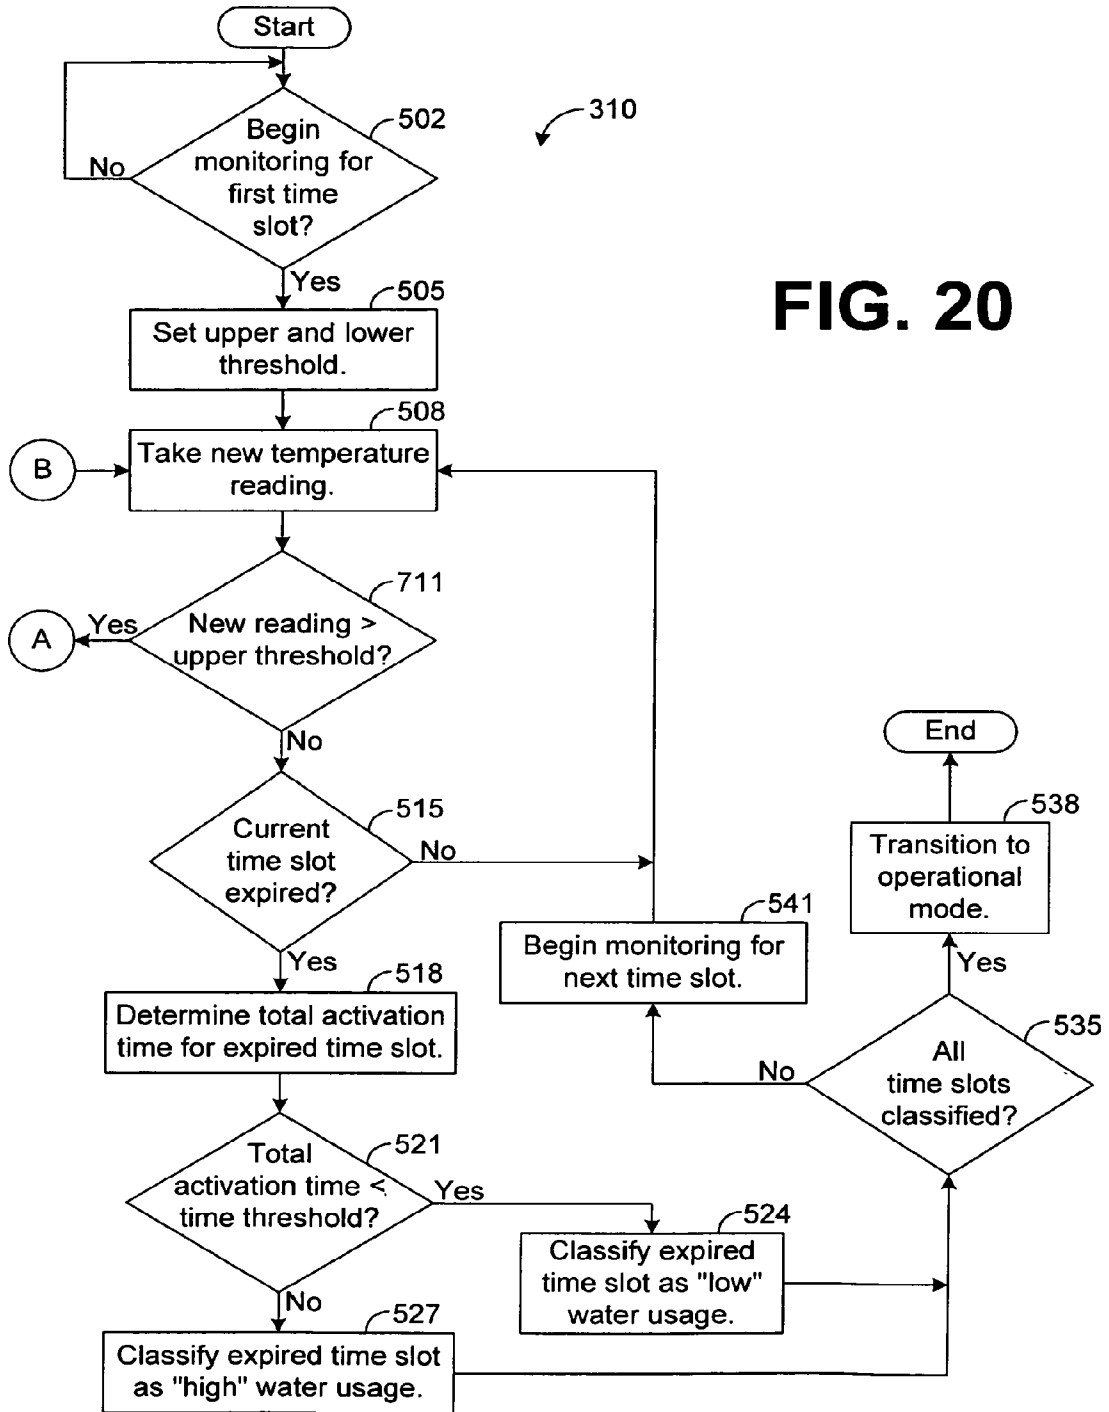 Start
310
502
Begin
monitoring for
first time
slot?
No
Yes
FIG. 20
505
Set upper and lower
threshold.
508
B
Take new temperature
reading.
711
A
Yes
New reading >
upper threshold?
No
515
Current
time slot
expired?
No
Yes
End
538
Transition to
operational
mode.
541
Begin monitoring for
next time slot.
Yes
518
Determine total activation
time for expired time slot.
535
All
time slots
classified?
No
521
Total
activation time <
time threshold?
Yes
524
Classify expired
time slot as "low"
water usage.
No
527
Classify expired time slot
as "high" water usage.